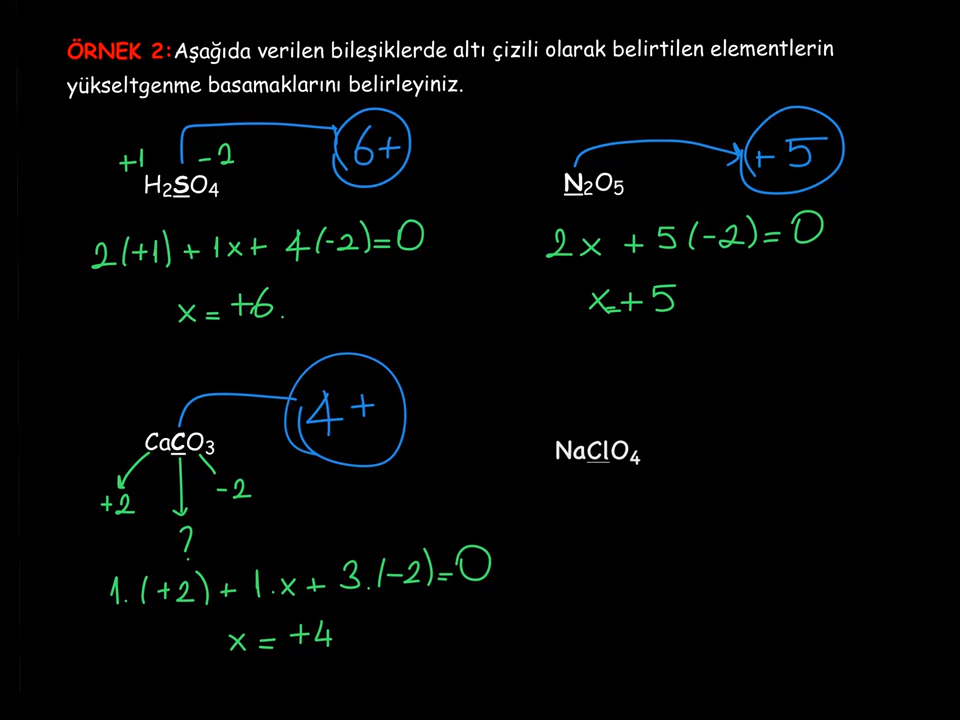 ÖRNEK 2:Aşağıda verilen bileşiklerde altı çizili olarak belirtilen elementlerin
yükseltgenme basamaklarını belirleyiniz.
+1 -2 6+
H₂SO₄
2(+1) + 1x + 4(-2)=0
x = +6.
+5
N₂O₅
2x + 5(-2)=0
x=+5
4+
CaCO₃
+2 -2
?
1.(+2) + 1.x + 3.(-2)=0
x = +4
NaClO₄